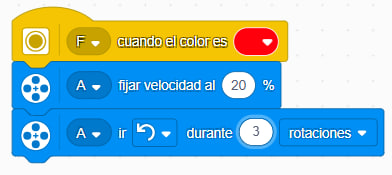 F cuando el color es
A fijar velocidad al 20 %
A ir durante 3 rotaciones